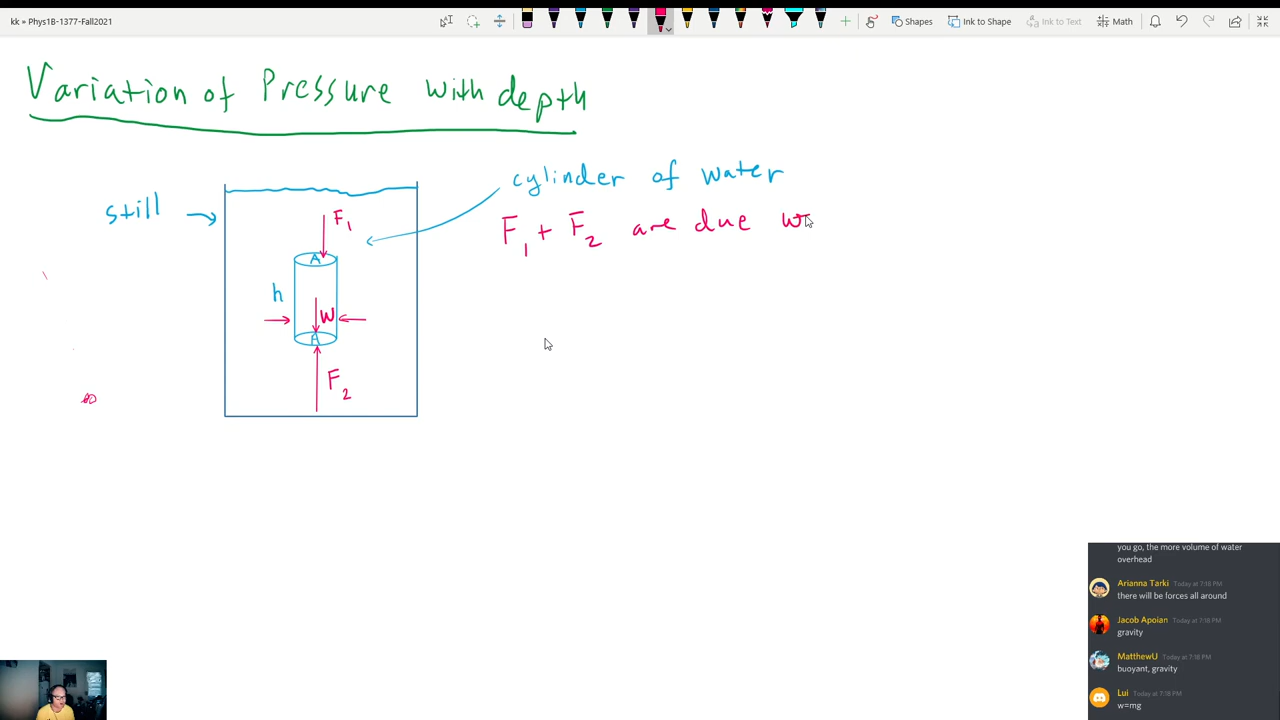 kk » Phys1B-1377-Fall2021
Shapes
Ink to Shape
Ink to Text
Math
Variation of Pressure with depth
still
cylinder of water
F1
F1 + F2 are due w
A
h
W
A
F2
you go, the more volume of water
overhead
Arianna Tarki Today at 7:18 PM
there will be forces all around
Jacob Apoian Today at 7:18 PM
gravity
MatthewU Today at 7:18 PM
buoyant, gravity
Lui Today at 7:18 PM
w=mg